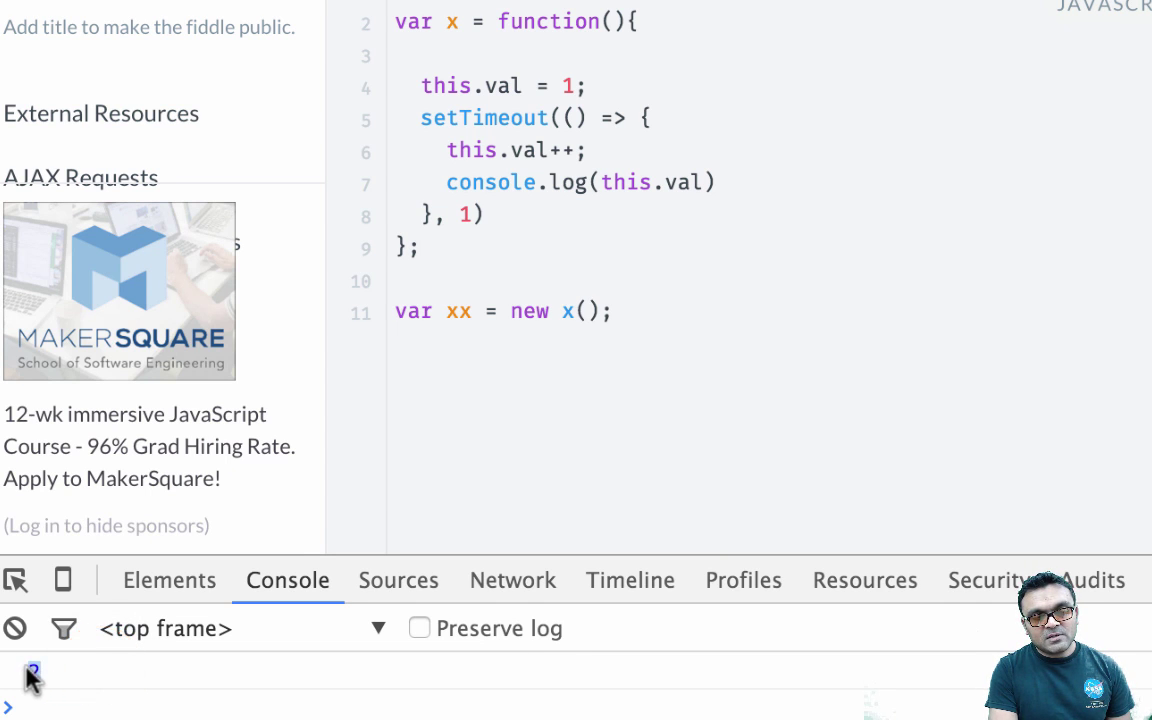 JAVASCR
Add title to make the fiddle public.
External Resources
AJAX Requests
s
MAKERSQUARE
School of Software Engineering
12-wk immersive JavaScript
Course - 96% Grad Hiring Rate.
Apply to MakerSquare!
(Log in to hide sponsors)
2 var x = function(){
3
4 this.val = 1;
5 setTimeout(() => {
6 this.val++;
7 console.log(this.val)
8 }, 1)
9 };
10
11 var xx = new x();
Elements Console Sources Network Timeline Profiles Resources Security Audits
<top frame> ▼ Preserve log
2
>
NASA